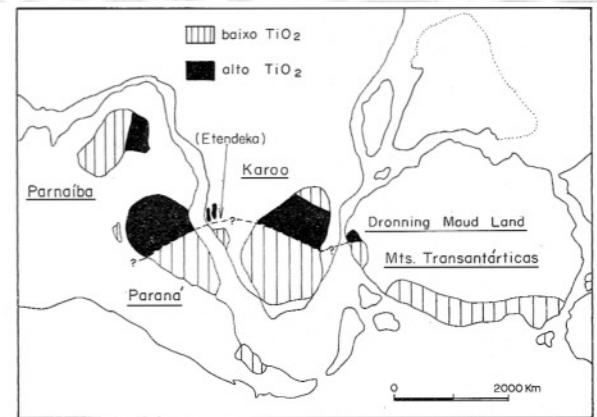 baixo TiO2
alto TiO2
(Etendeka)
Karoo
Parnaíba
Dronning Maud Land
Mts. Transantárticas
Paraná
?
?
?
0 2000 Km